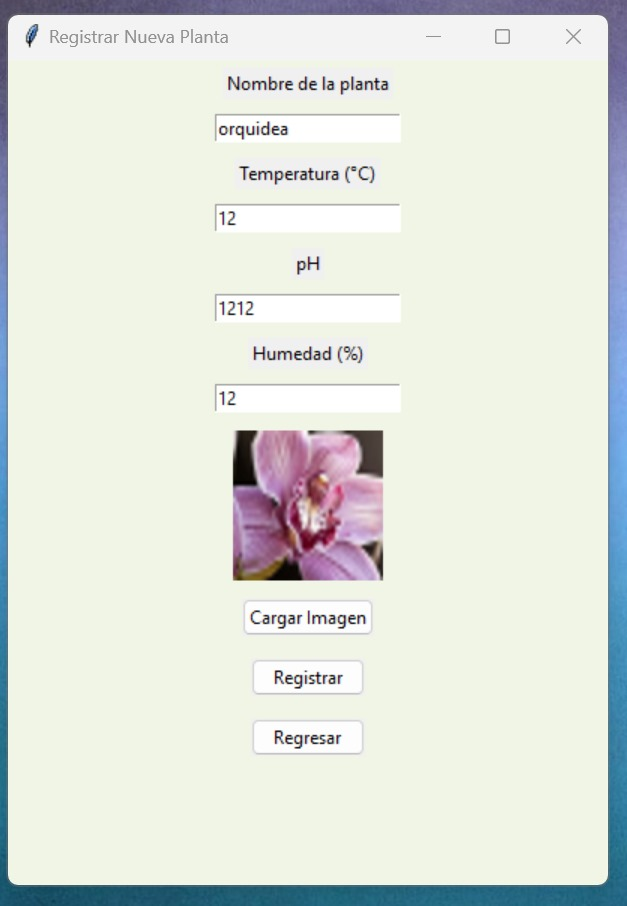 Registrar Nueva Planta
Nombre de la planta
orquidea
Temperatura (°C)
12
pH
1212
Humedad (%)
12
Cargar Imagen
Registrar
Regresar